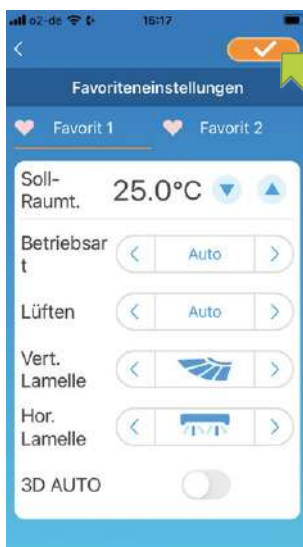 o2-de 15:17
Favoriteneinstellungen
Favorit 1 Favorit 2
Soll-
Raumt.
25.0°C
Betriebsar
t
Auto
Lüften
Auto
Vert.
Lamelle
Hor.
Lamelle
3D AUTO